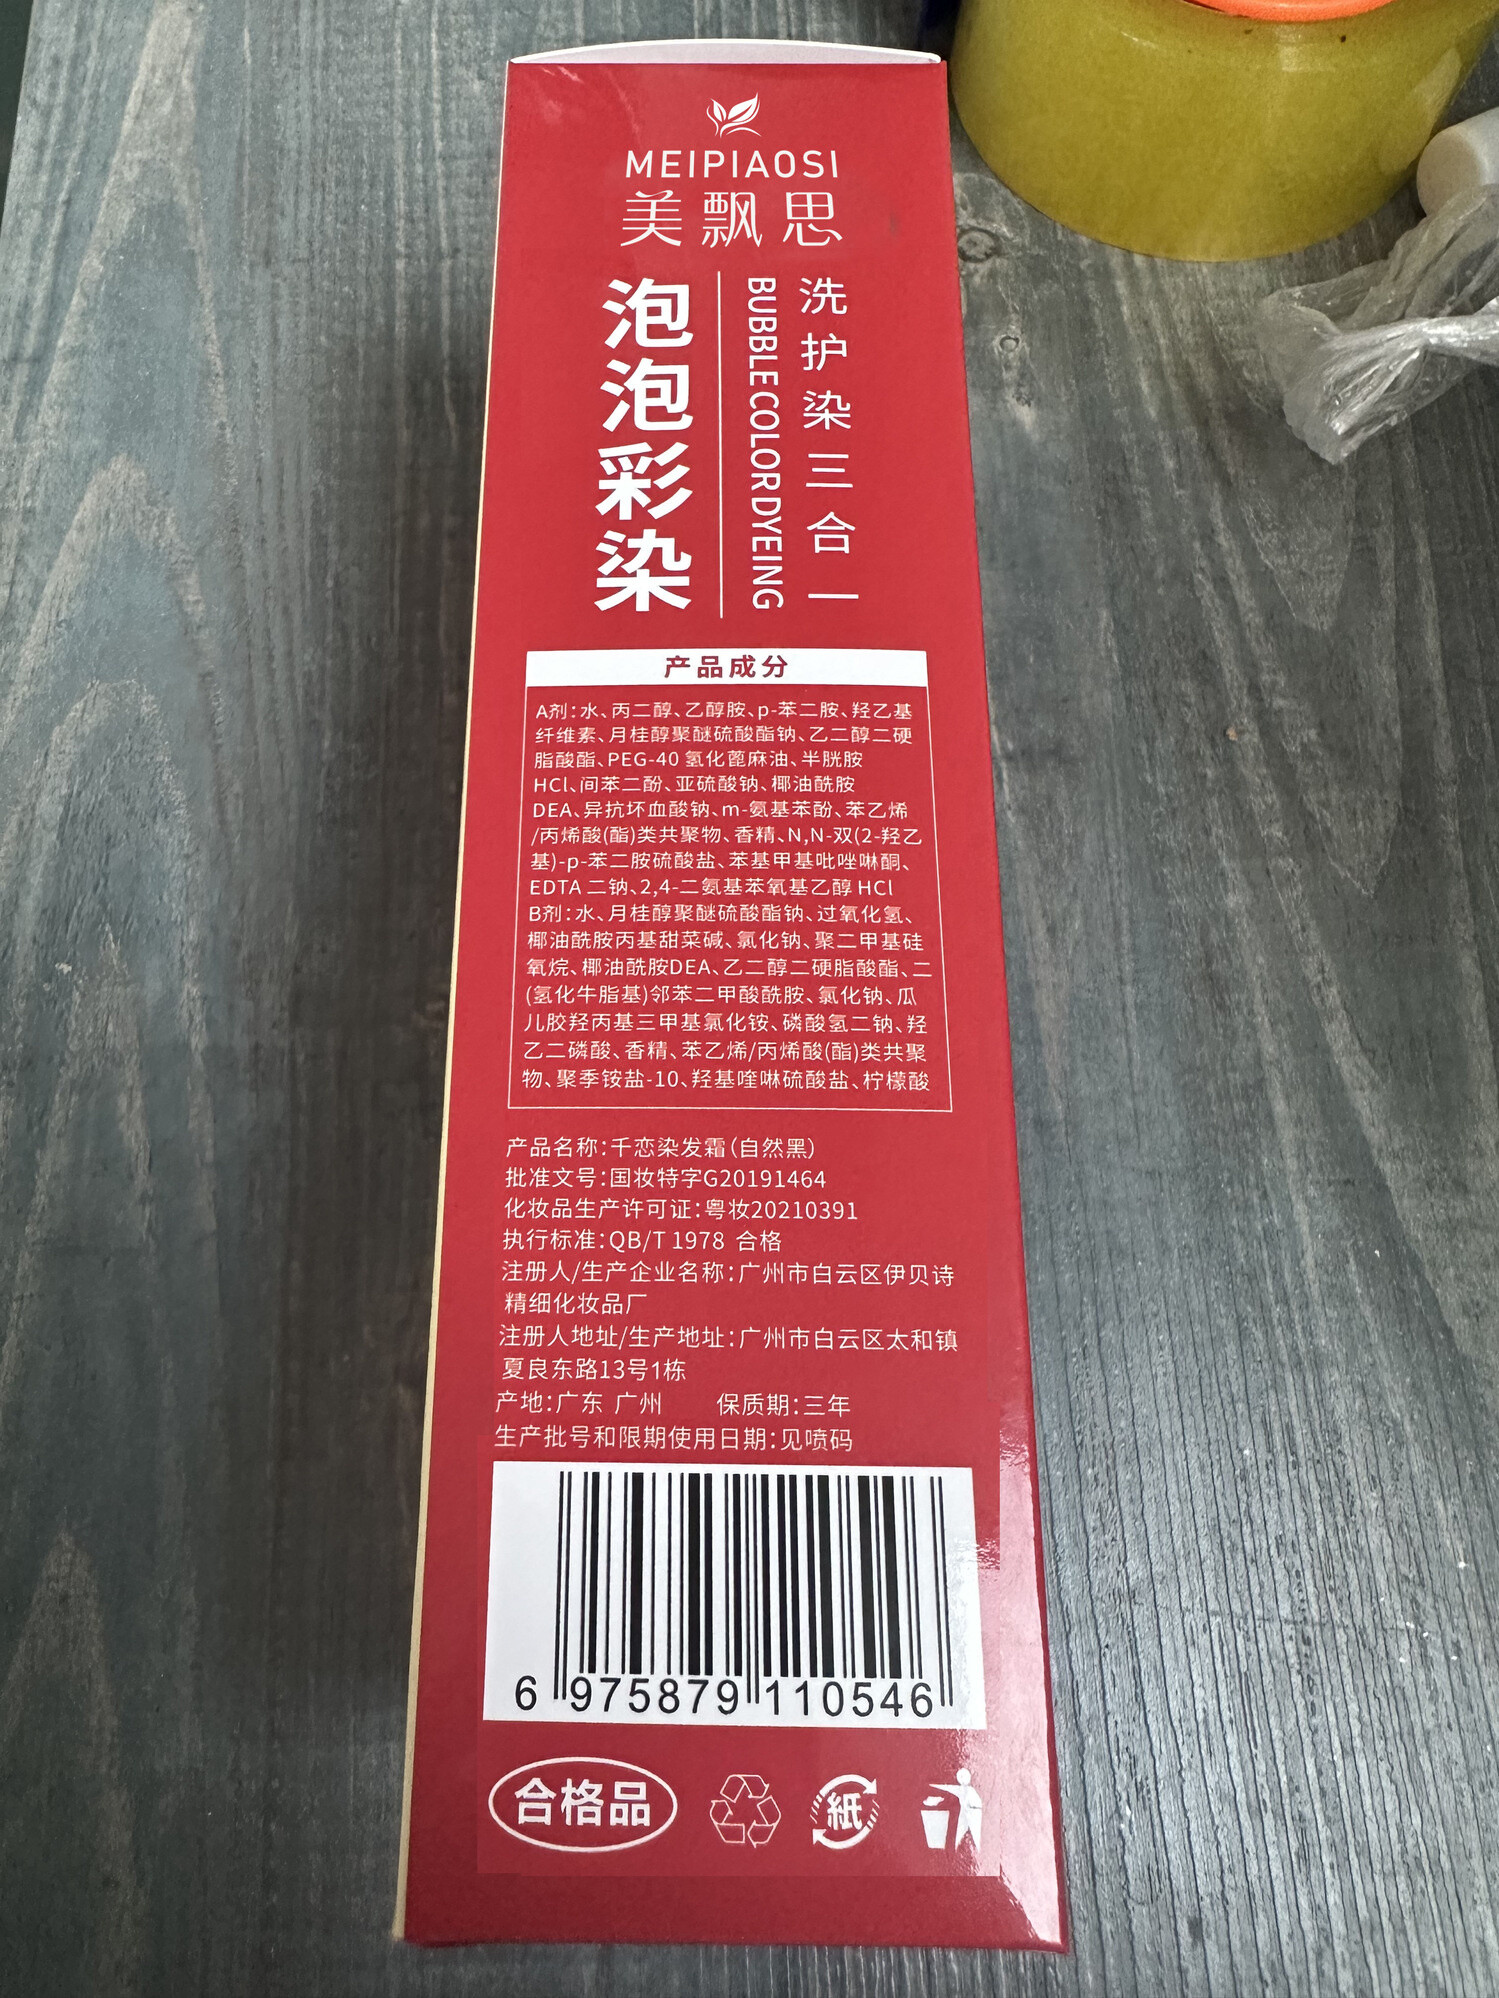 MEIPIAOSI
美飘思
泡泡彩染
BUBBLE COLOR DYEING
洗护染三合一
产品成分
A剂:水、丙二醇、乙醇胺、p-苯二胺、羟乙基
纤维素、月桂醇聚醚硫酸酯钠、乙二醇二硬
脂酸酯、PEG-40 氢化蓖麻油、半胱胺
HCl、间苯二酚、亚硫酸钠、椰油酰胺
DEA、异抗坏血酸钠、m-氨基苯酚、苯乙烯
/丙烯酸(酯)类共聚物、香精、N,N-双(2-羟乙
基)-p-苯二胺硫酸盐、苯基甲基吡唑啉酮、
EDTA 二钠、2,4-二氨基苯氧基乙醇 HCl
B剂:水、月桂醇聚醚硫酸酯钠、过氧化氢、
椰油酰胺丙基甜菜碱、氯化钠、聚二甲基硅
氧烷、椰油酰胺DEA、乙二醇二硬脂酸酯、二
(氢化牛脂基)邻苯二甲酸酰胺、氯化钠、瓜
儿胶羟丙基三甲基氯化铵、磷酸氢二钠、羟
乙二磷酸、香精、苯乙烯/丙烯酸(酯)类共聚
物、聚季铵盐-10、羟基喹啉硫酸盐、柠檬酸
产品名称:千恋染发霜(自然黑)
批准文号:国妆特字G20191464
化妆品生产许可证:粤妆20210391
执行标准:QB/T 1978 合格
注册人/生产企业名称:广州市白云区伊贝诗
精细化妆品厂
注册人地址/生产地址:广州市白云区太和镇
夏良东路13号1栋
产地:广东 广州 保质期:三年
生产批号和限期使用日期:见喷码
6 975879 110546
合格品
紙